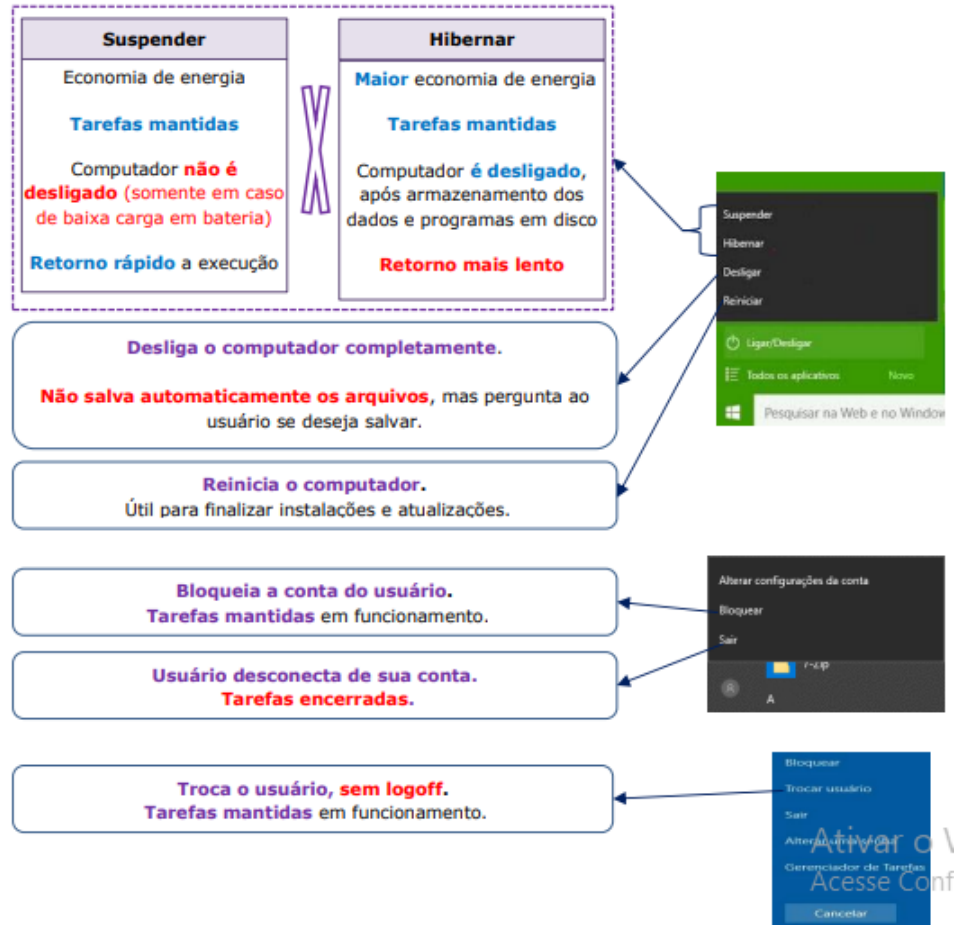 Suspender
Economia de energia
Tarefas mantidas
Computador não é
desligado (somente em caso
de baixa carga em bateria)
Retorno rápido a execução
Hibernar
Maior economia de energia
Tarefas mantidas
Computador é desligado,
após armazenamento dos
dados e programas em disco
Retorno mais lento
Suspender
Hibernar
Desligar
Reiniciar
Ligar/Desligar
Todos os aplicativos Novo
Pesquisar na Web e no Window
Desliga o computador completamente.
Não salva automaticamente os arquivos, mas pergunta ao
usuário se deseja salvar.
Reinicia o computador.
Útil para finalizar instalações e atualizações.
Bloqueia a conta do usuário.
Tarefas mantidas em funcionamento.
Usuário desconecta de sua conta.
Tarefas encerradas.
Alterar configurações da conta
Bloquear
Sair
7-Zip
A
Troca o usuário, sem logoff.
Tarefas mantidas em funcionamento.
Bloquear
Trocar usuário
Sair
Alterar uma senha
Gerenciador de Tarefas
Cancelar
Ativar o
Acesse Conf